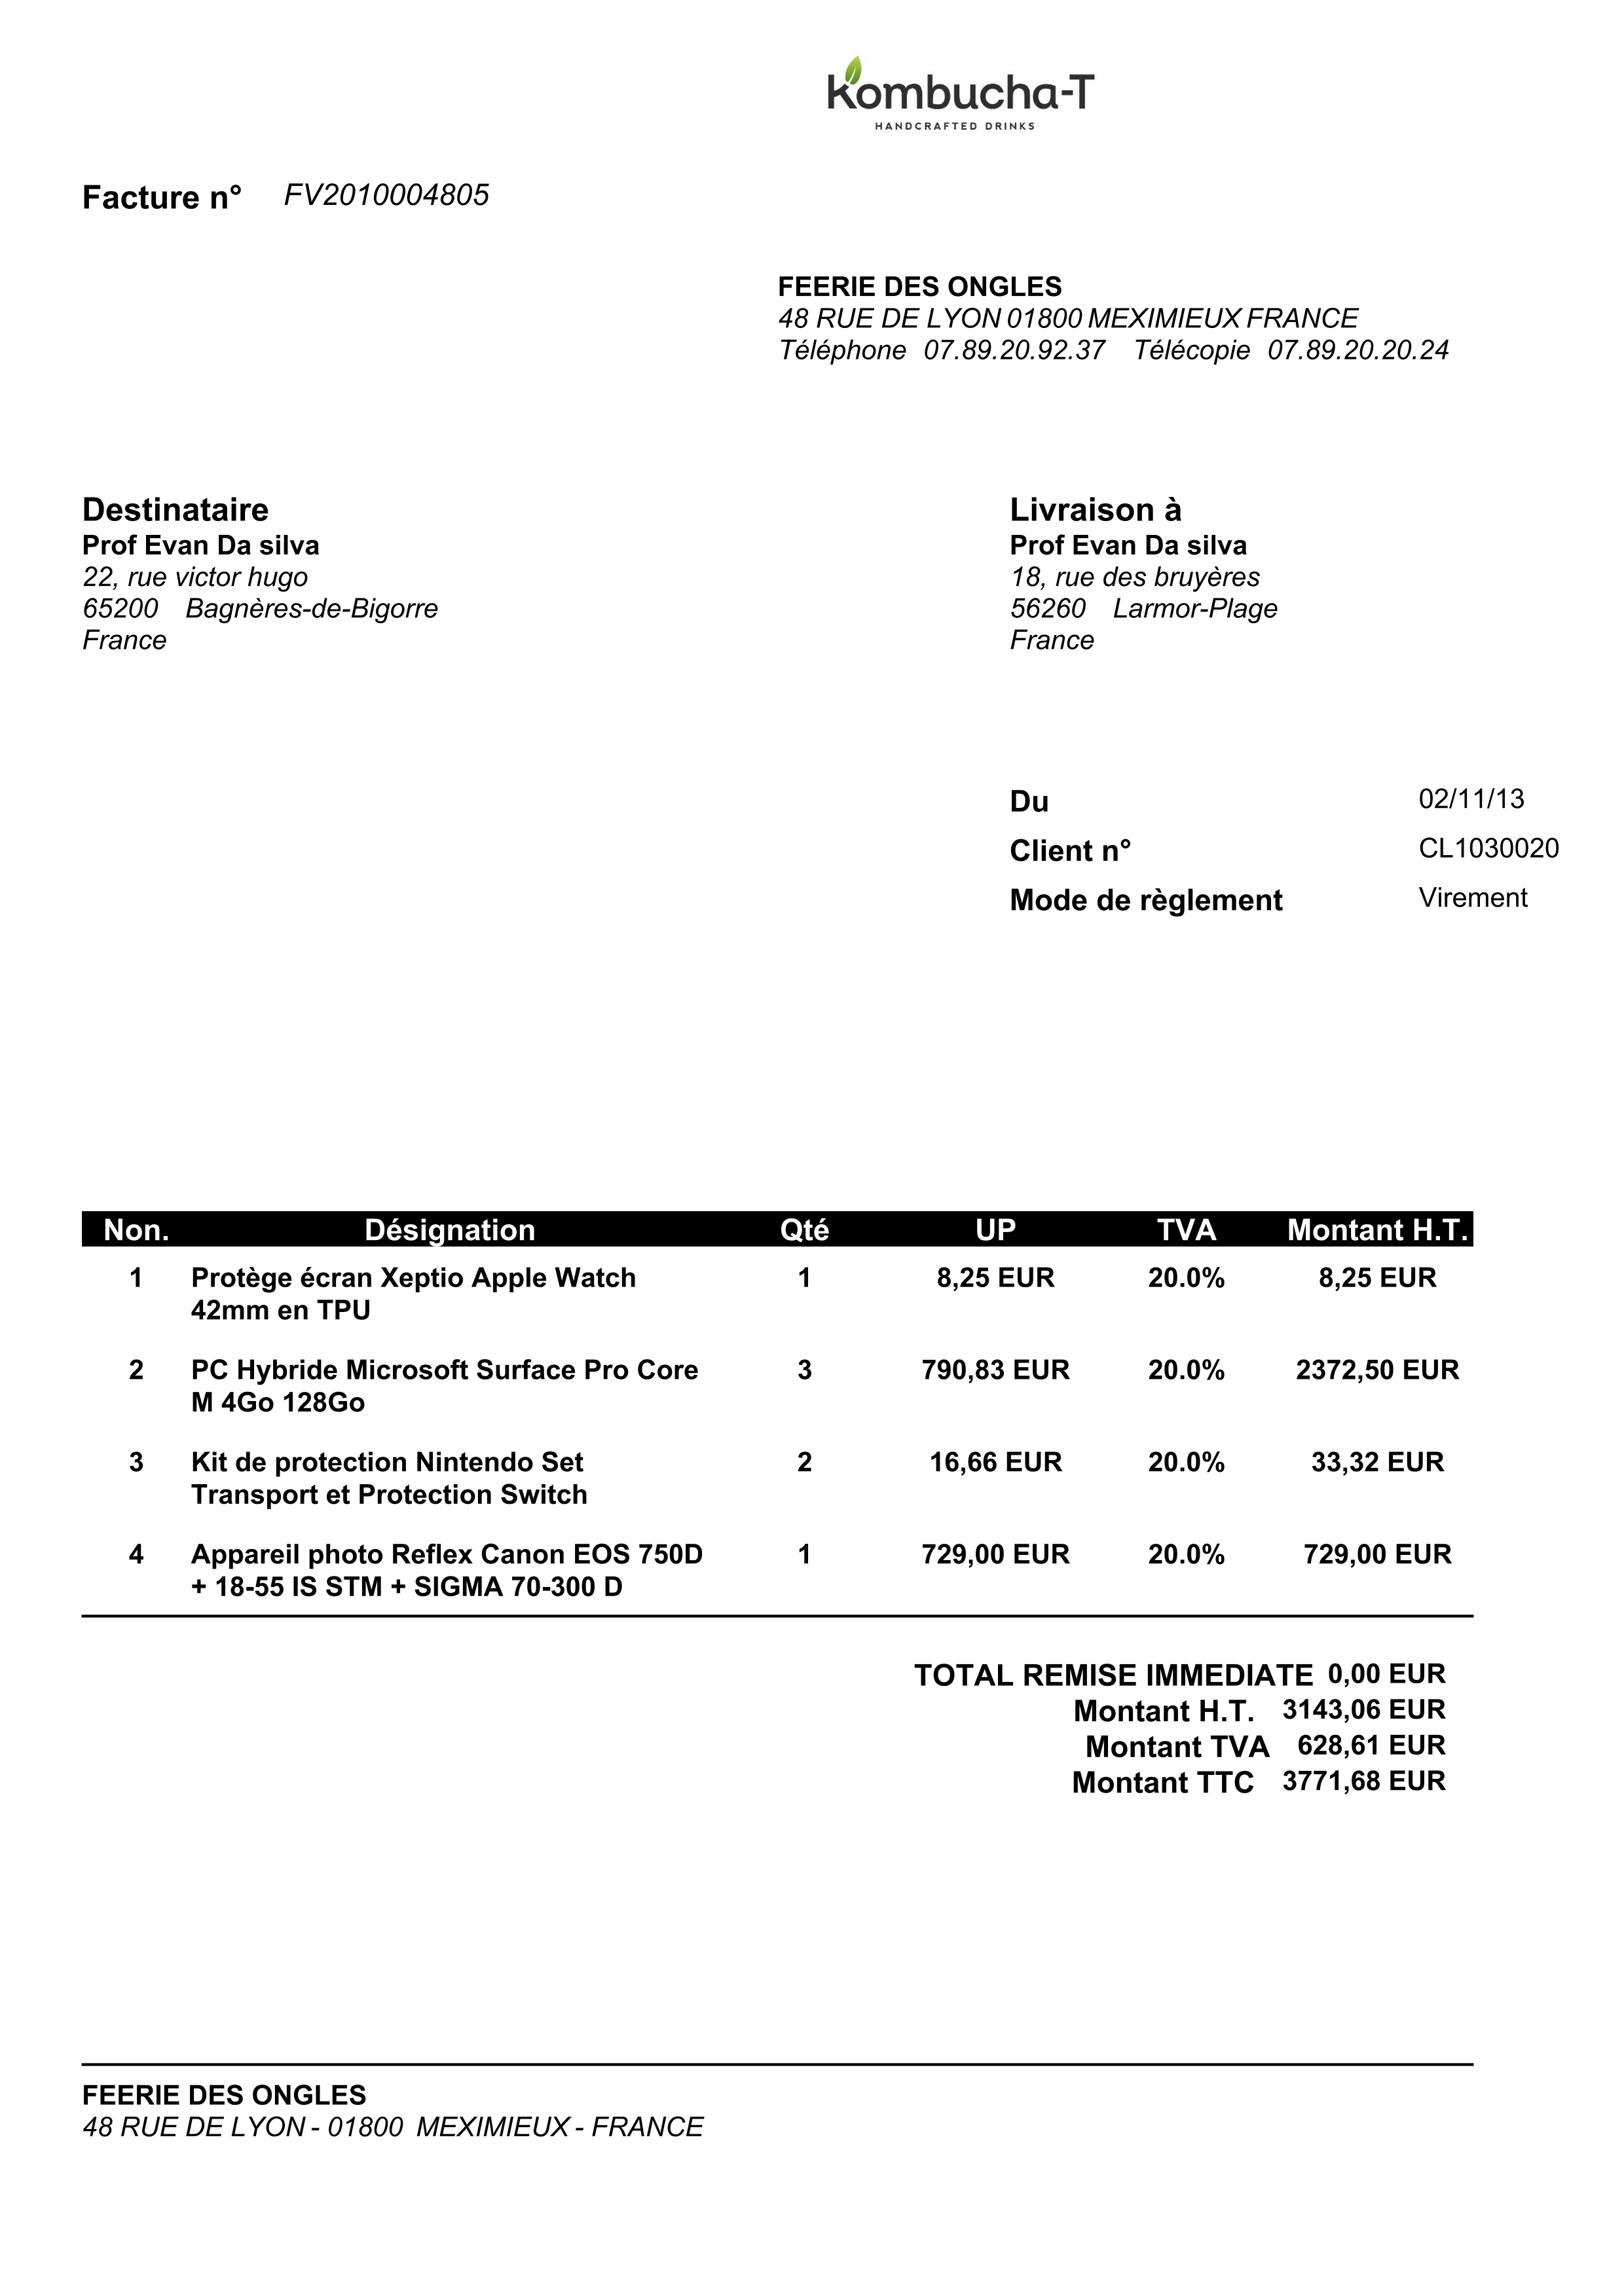 Kombucha-T
HANDCRAFTED DRINKS
Facture n° FV2010004805
FEERIE DES ONGLES
48 RUE DE LYON 01800 MEXIMIEUX FRANCE
Téléphone 07.89.20.92.37 Télécopie 07.89.20.20.24
Destinataire
Prof Evan Da silva
22, rue victor hugo
65200 Bagnères-de-Bigorre
France
Livraison à
Prof Evan Da silva
18, rue des bruyères
56260 Larmor-Plage
France
Du 02/11/13
Client n° CL1030020
Mode de règlement Virement
Non. Désignation Qté UP TVA Montant H.T.
1 Protège écran Xeptio Apple Watch 1 8,25 EUR 20.0% 8,25 EUR
42mm en TPU
2 PC Hybride Microsoft Surface Pro Core 3 790,83 EUR 20.0% 2372,50 EUR
M 4Go 128Go
3 Kit de protection Nintendo Set 2 16,66 EUR 20.0% 33,32 EUR
Transport et Protection Switch
4 Appareil photo Reflex Canon EOS 750D 1 729,00 EUR 20.0% 729,00 EUR
+ 18-55 IS STM + SIGMA 70-300 D
TOTAL REMISE IMMEDIATE 0,00 EUR
Montant H.T. 3143,06 EUR
Montant TVA 628,61 EUR
Montant TTC 3771,68 EUR
FEERIE DES ONGLES
48 RUE DE LYON - 01800 MEXIMIEUX - FRANCE